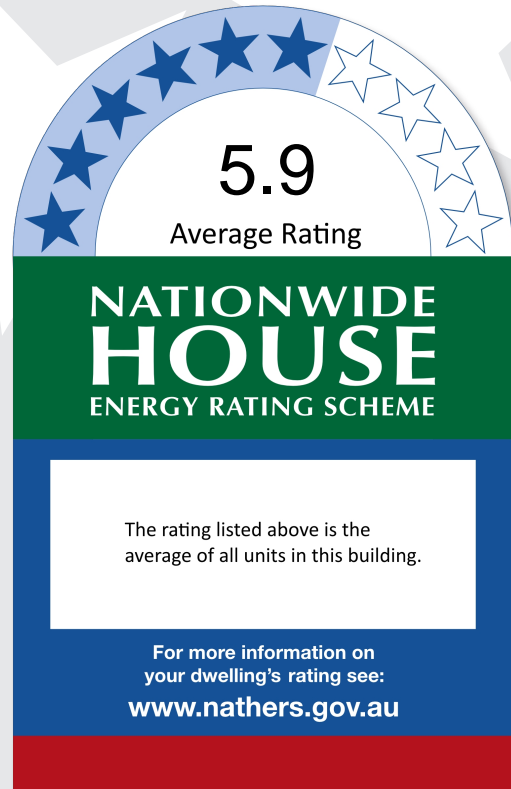 5.9
Average Rating
NATIONWIDE
HOUSE
ENERGY RATING SCHEME
The rating listed above is the
average of all units in this building.
For more information on
your dwelling's rating see:
www.nathers.gov.au